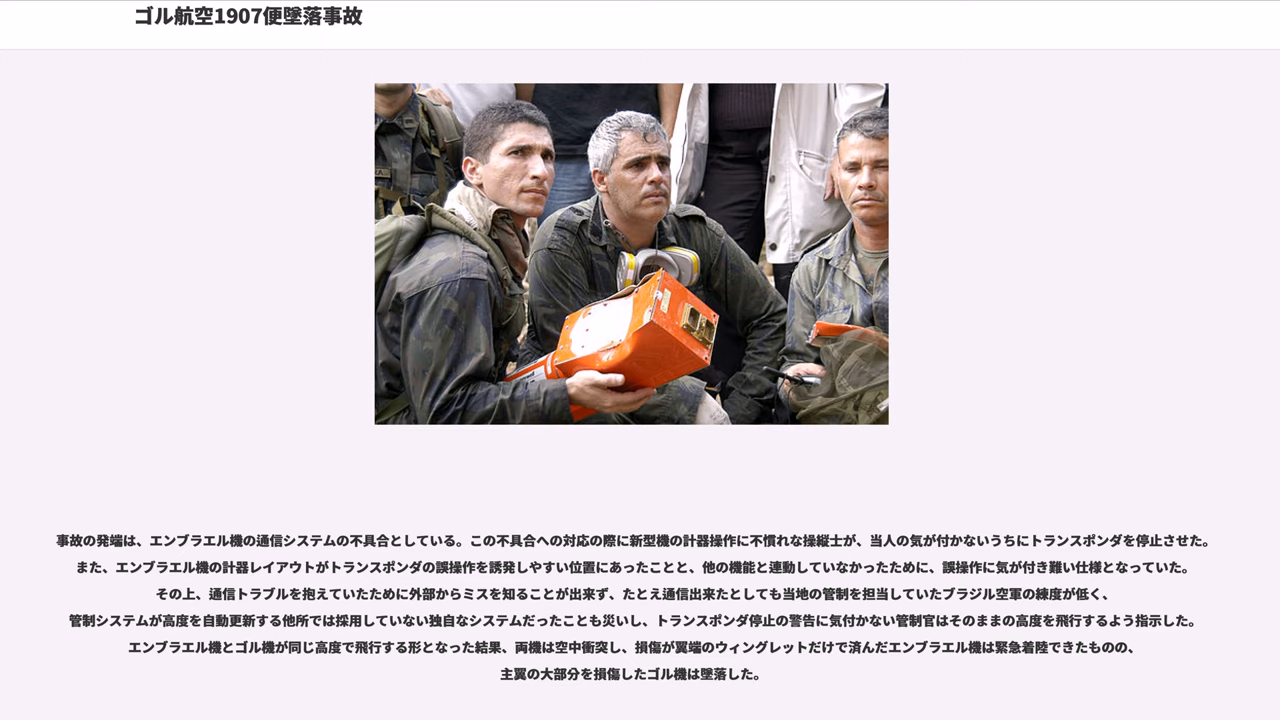 ゴル航空1907便墜落事故
事故の発端は、エンブラエル機の通信システムの不具合としている。この不具合への対応の際に新型機の計器操作に不慣れな操縦士が、当人の気が付かないうちにトランスポンダを停止させた。
また、エンブラエル機の計器レイアウトがトランスポンダの誤操作を誘発しやすい位置にあったことと、他の機能と連動していなかったために、誤操作に気が付き難い仕様となっていた。
その上、通信トラブルを抱えていたために外部からミスを知ることが出来ず、たとえ通信出来たとしても当地の管制を担当していたブラジル空軍の練度が低く、
管制システムが高度を自動更新する他所では採用していない独自なシステムだったことも災いし、トランスポンダ停止の警告に気付かない管制官はそのままの高度を飛行するよう指示した。
エンブラエル機とゴル機が同じ高度で飛行する形となった結果、両機は空中衝突し、損傷が翼端のウィングレットだけで済んだエンブラエル機は緊急着陸できたものの、
主翼の大部分を損傷したゴル機は墜落した。